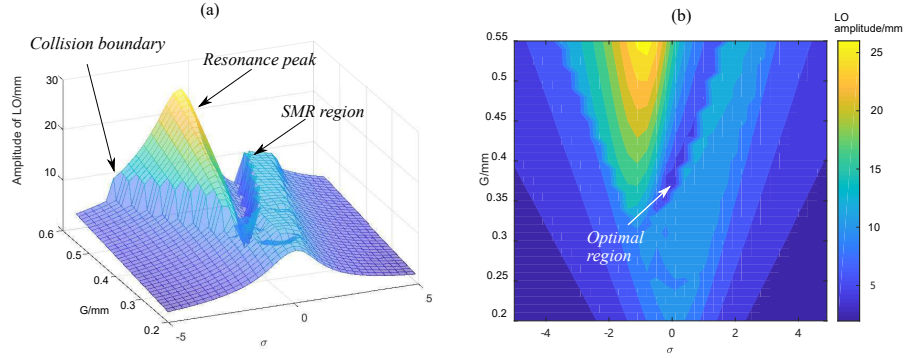 (a)
Collision boundary
Resonance peak
SMR region
Amplitude of LO/mm
30
20
10
0.6
0.5
0.4
0.3
0.2
G/mm
-5
0
5
σ
(b)
LO
amplitude/mm
G/mm
0.55
0.5
0.45
0.4
0.35
0.3
0.25
0.2
Optimal
region
-4
-2
0
2
4
σ
25
20
15
10
5